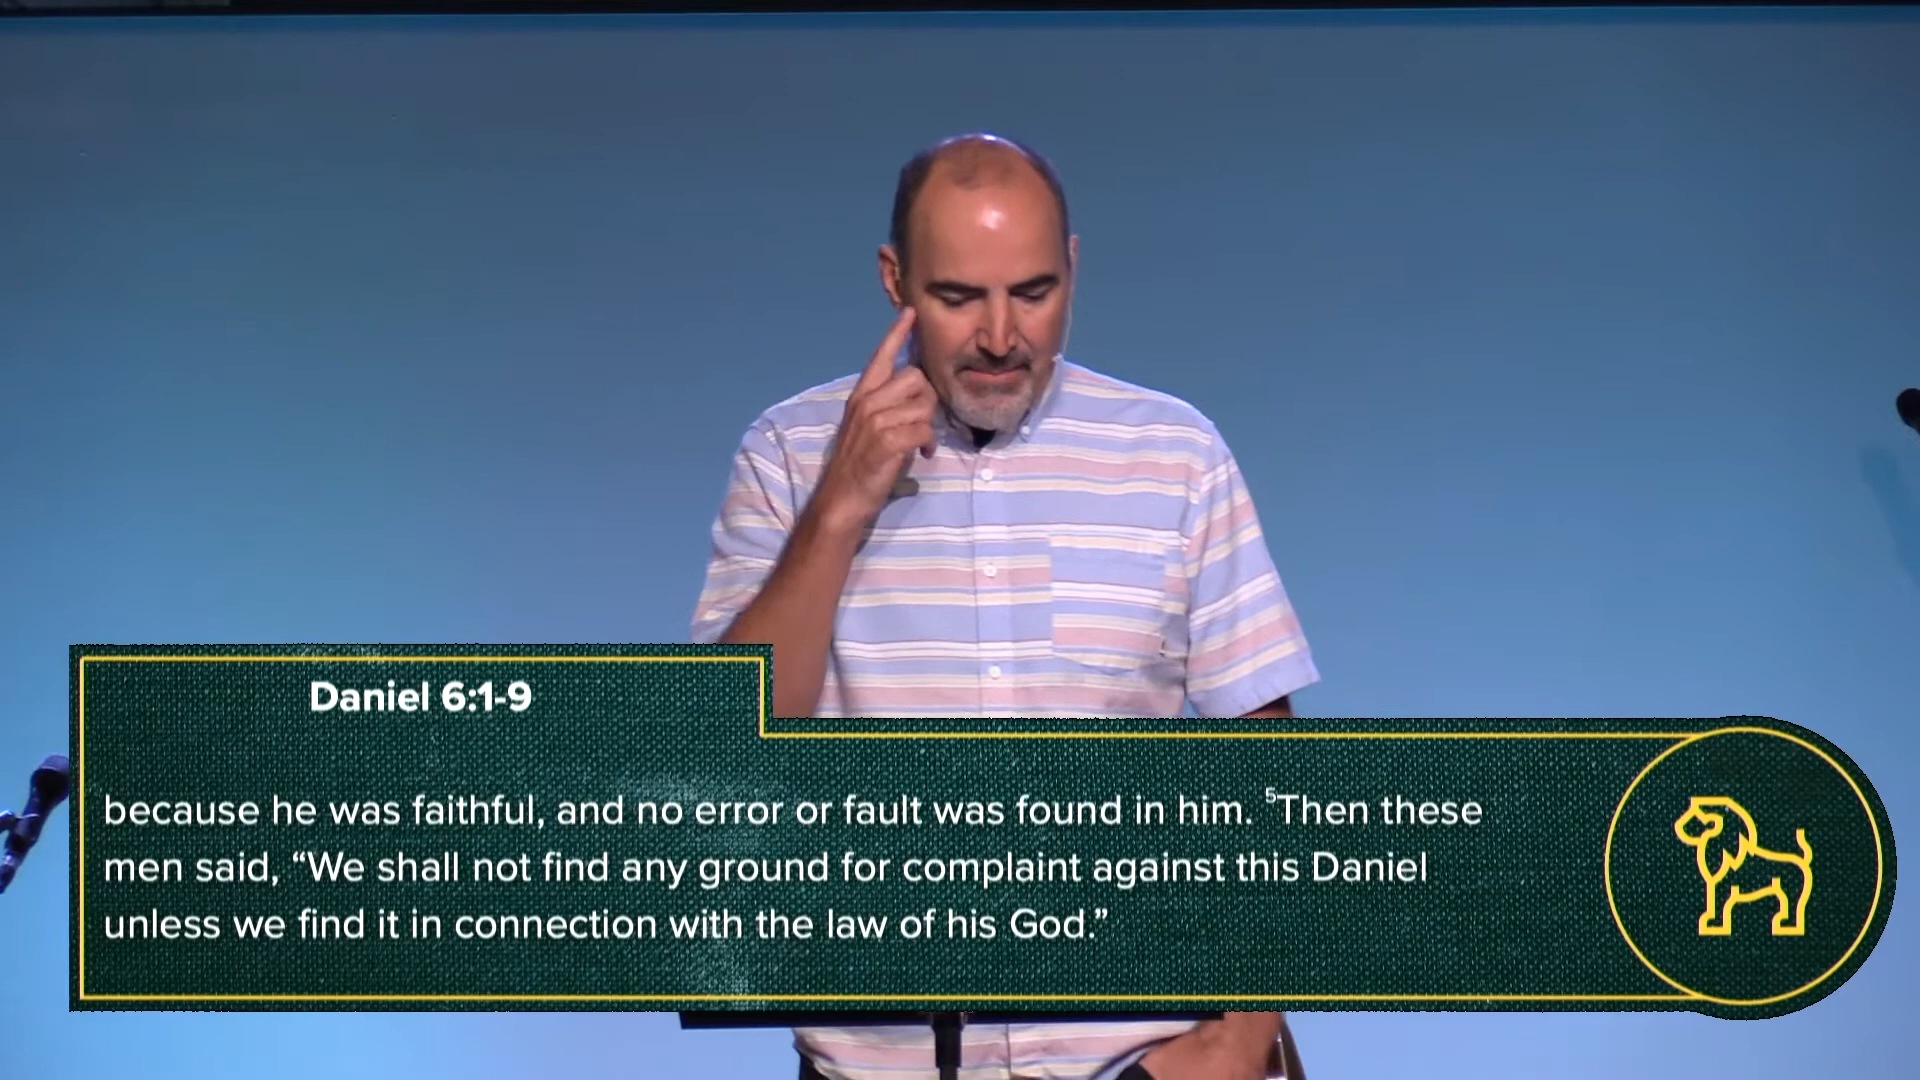 Daniel 6:1-9
because he was faithful, and no error or fault was found in him. ⁵Then these
men said, “We shall not find any ground for complaint against this Daniel
unless we find it in connection with the law of his God.”